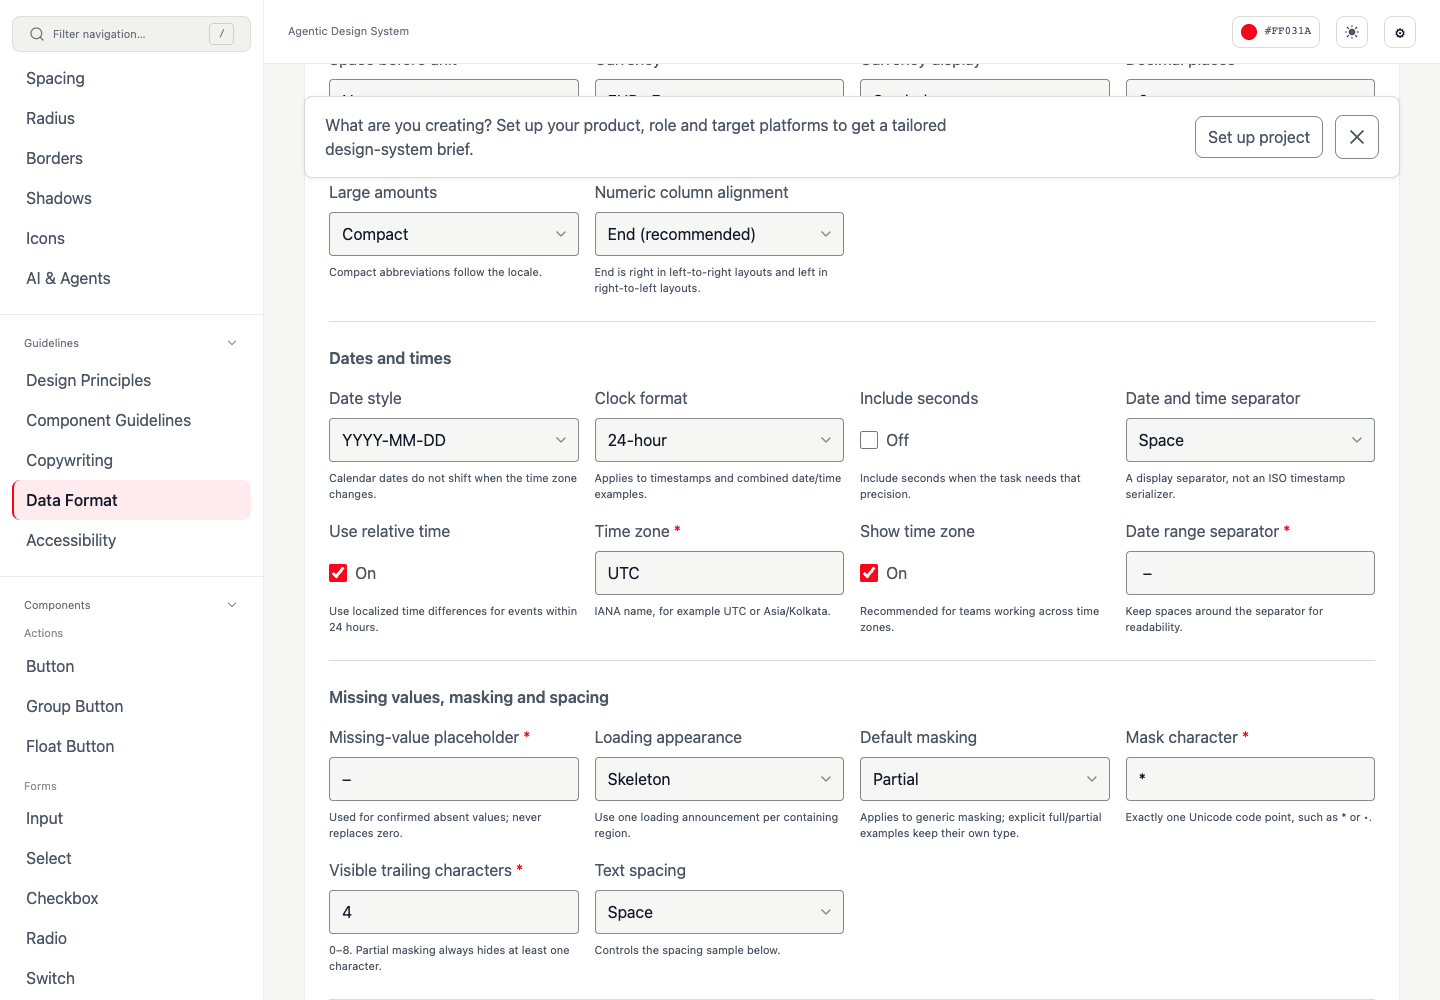 Filter navigation...
/
Agentic Design System
#FF031A
Spacing
Radius
Borders
Shadows
Icons
AI & Agents
Guidelines
Design Principles
Component Guidelines
Copywriting
Data Format
Accessibility
Components
Actions
Button
Group Button
Float Button
Forms
Input
Select
Checkbox
Radio
Switch
What are you creating? Set up your product, role and target platforms to get a tailored
design-system brief.
Set up project
Large amounts
Numeric column alignment
Compact
End (recommended)
Compact abbreviations follow the locale.
End is right in left-to-right layouts and left in
right-to-left layouts.
Dates and times
Date style
Clock format
Include seconds
Date and time separator
YYYY-MM-DD
24-hour
Off
Space
Calendar dates do not shift when the time zone
changes.
Applies to timestamps and combined date/time
examples.
Include seconds when the task needs that
precision.
A display separator, not an ISO timestamp
serializer.
Use relative time
Time zone *
Show time zone
Date range separator *
On
UTC
On
–
Use localized time differences for events within
24 hours.
IANA name, for example UTC or Asia/Kolkata.
Recommended for teams working across time
zones.
Keep spaces around the separator for
readability.
Missing values, masking and spacing
Missing-value placeholder *
Loading appearance
Default masking
Mask character *
–
Skeleton
Partial
*
Used for confirmed absent values; never
replaces zero.
Use one loading announcement per containing
region.
Applies to generic masking; explicit full/partial
examples keep their own type.
Exactly one Unicode code point, such as * or •.
Visible trailing characters *
Text spacing
4
Space
0–8. Partial masking always hides at least one
character.
Controls the spacing sample below.